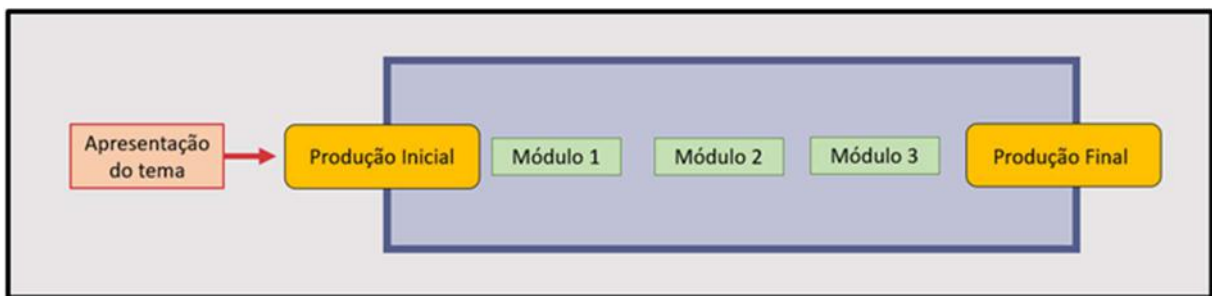 Apresentação
do tema
Produção Inicial
Módulo 1
Módulo 2
Módulo 3
Produção Final